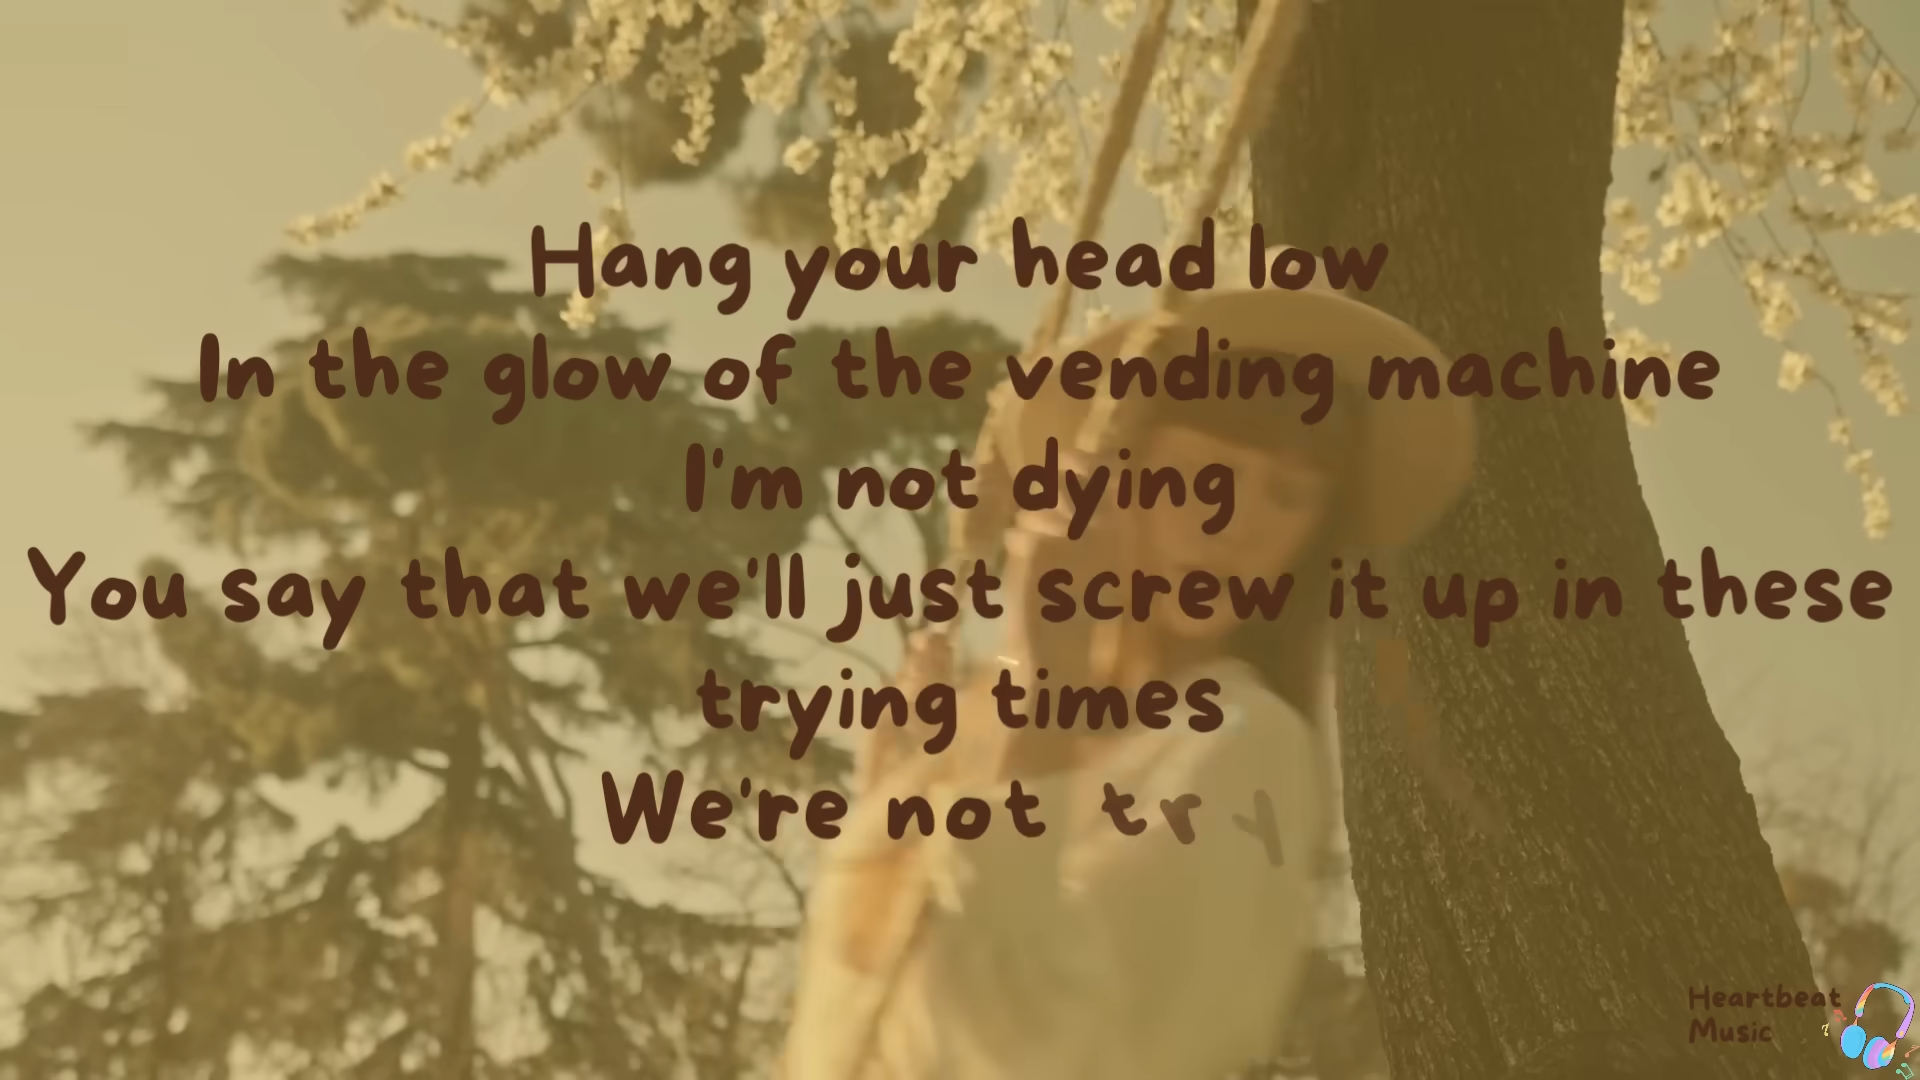 Hang your head low
In the glow of the vending machine
I'm not dying
You say that we'll just screw it up in these
trying times
We're not try
Heartbeat
Music